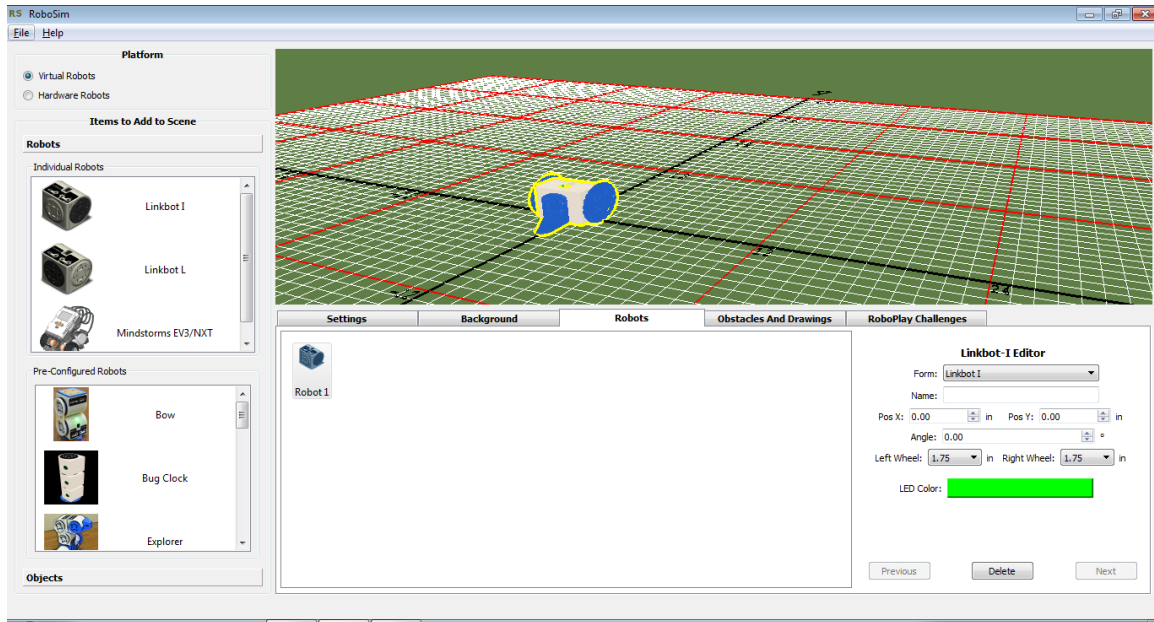 RS RoboSim
File Help
Platform
Virtual Robots
Hardware Robots
Items to Add to Scene
Robots
Individual Robots
Linkbot I
Linkbot L
Mindstorms EV3/NXT
Pre-Configured Robots
Bow
Bug Clock
Explorer
Objects
24
Settings Background Robots Obstacles And Drawings RoboPlay Challenges
Robot 1
Linkbot-I Editor
Form: Linkbot I
Name:
Pos X: 0.00 in Pos Y: 0.00 in
Angle: 0.00 °
Left Wheel: 1.75 in Right Wheel: 1.75 in
LED Color:
Previous Delete Next